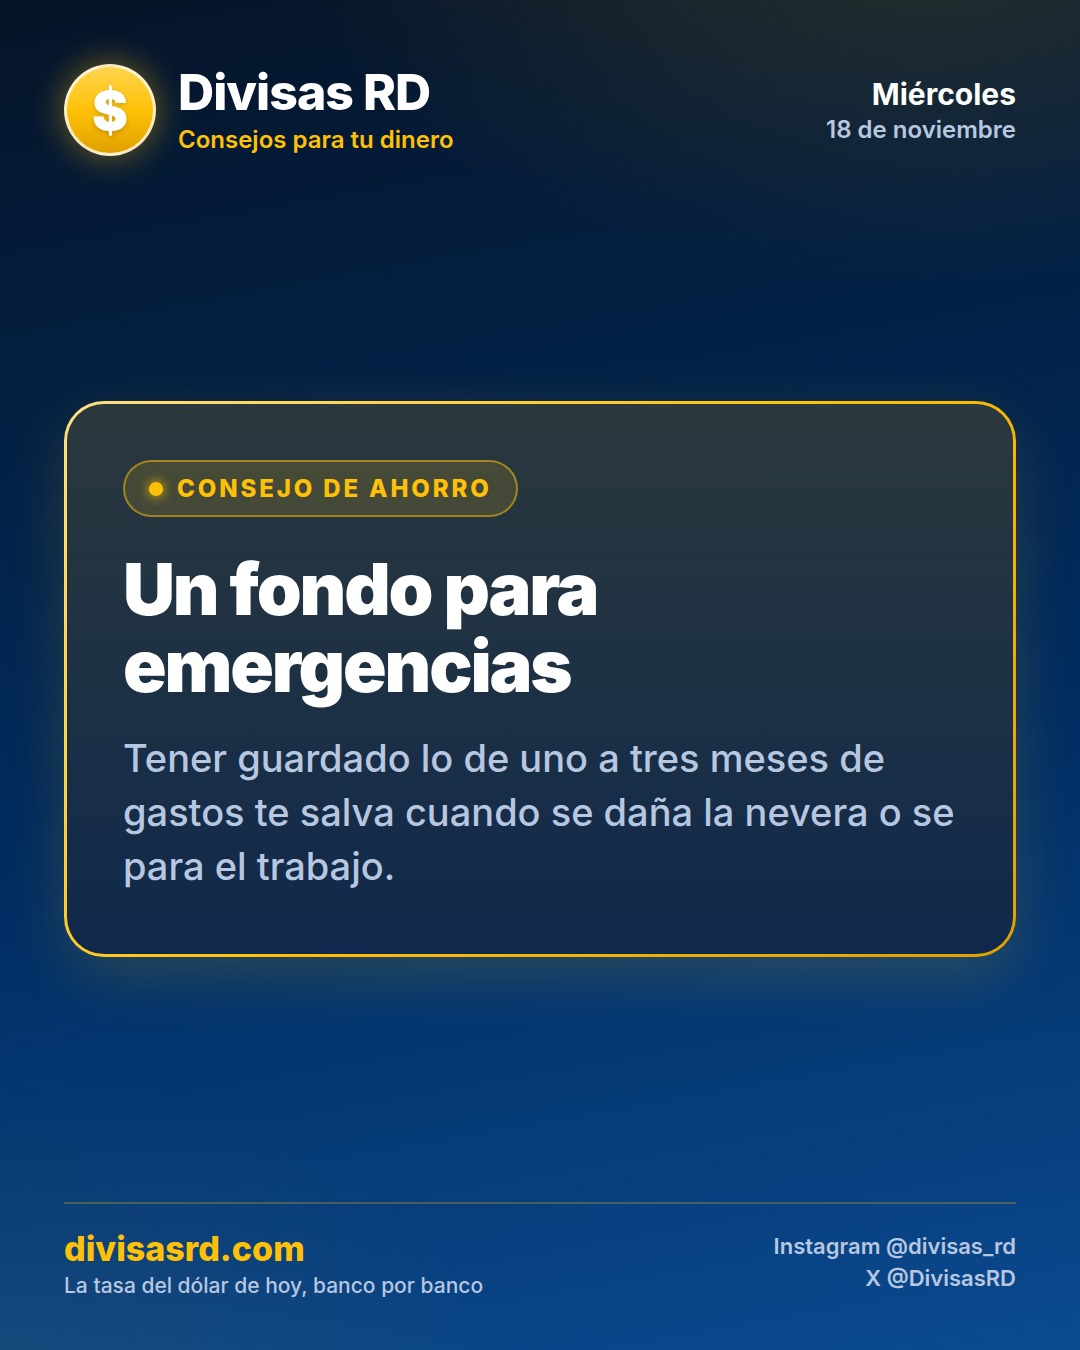 $
Divisas RD
Consejos para tu dinero
Miércoles
18 de noviembre
CONSEJO DE AHORRO
Un fondo para
emergencias
Tener guardado lo de uno a tres meses de
gastos te salva cuando se daña la nevera o se
para el trabajo.
divisasrd.com
La tasa del dólar de hoy, banco por banco
Instagram @divisas_rd
X @DivisasRD